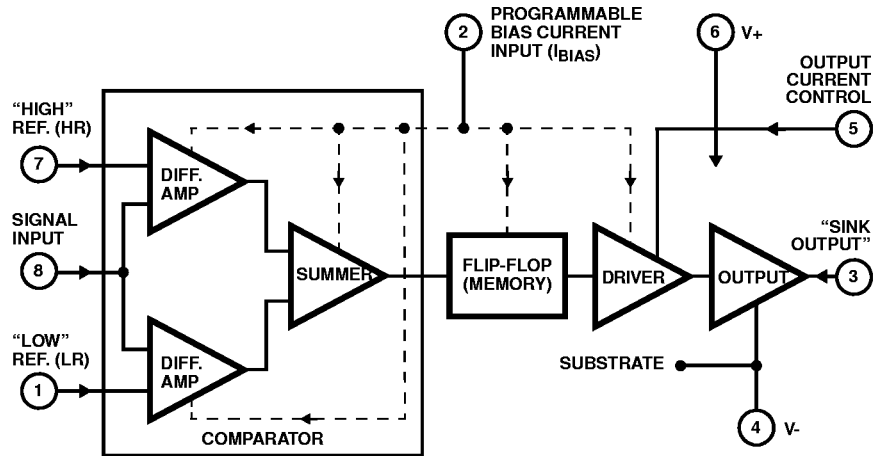 PROGRAMMABLE
BIAS CURRENT
INPUT (IBIAS)
2
6
V+
OUTPUT
CURRENT
CONTROL
5
“HIGH”
REF. (HR)
7
DIFF.
AMP
SIGNAL
INPUT
8
SUMMER
FLIP-FLOP
(MEMORY)
DRIVER
OUTPUT
“SINK
OUTPUT”
3
“LOW”
REF. (LR)
1
DIFF.
AMP
SUBSTRATE
COMPARATOR
4
V-